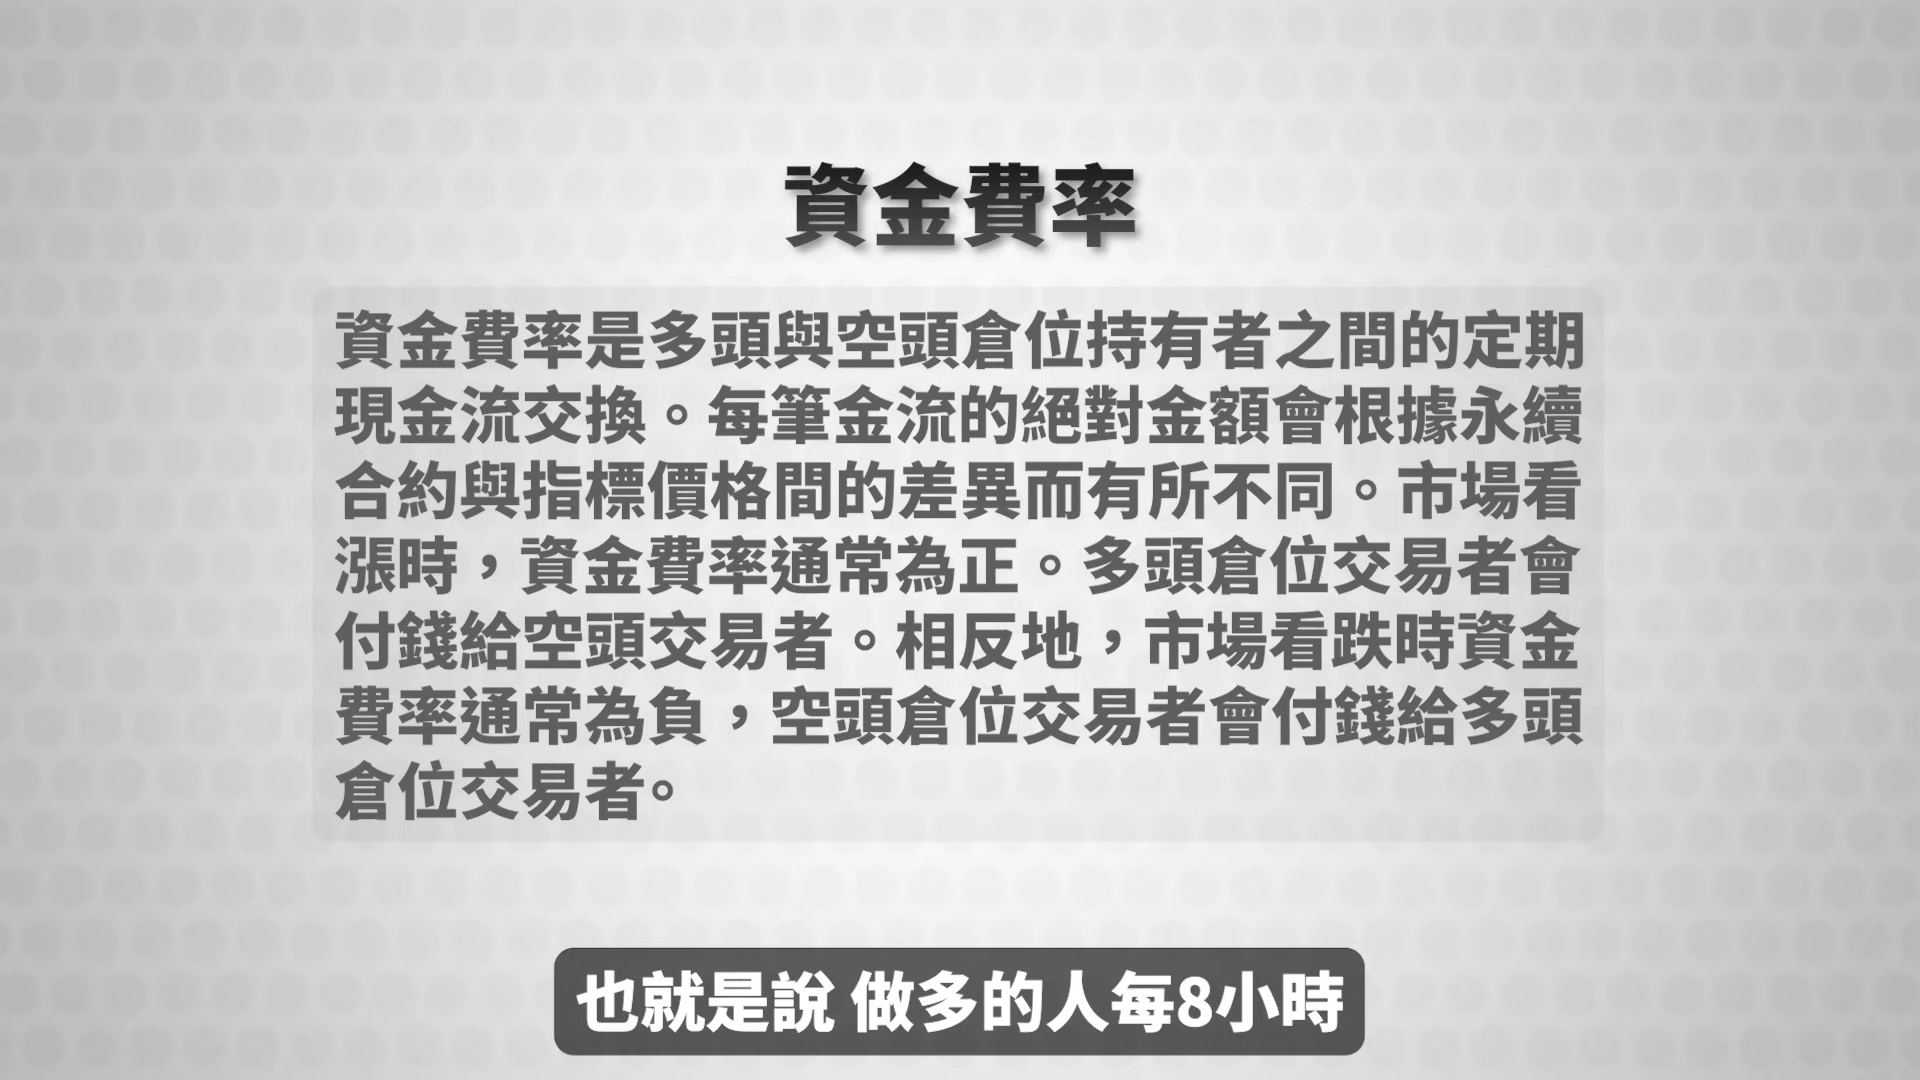 資金費率
資金費率是多頭與空頭倉位持有者之間的定期
現金流交換。每筆金流的絕對金額會根據永續
合約與指標價格間的差異而有所不同。市場看
漲時，資金費率通常為正。多頭倉位交易者會
付錢給空頭交易者。相反地，市場看跌時資金
費率通常為負，空頭倉位交易者會付錢給多頭
倉位交易者。
也就是說 做多的人每8小時